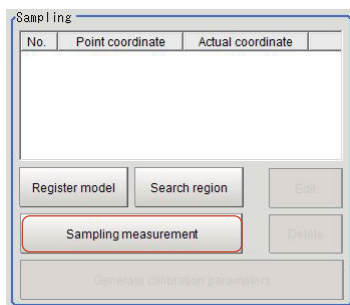 Sampling
No. Point coordinate Actual coordinate
Register model Search region Edit
Sampling measurement Delete
Generate calibration parameters